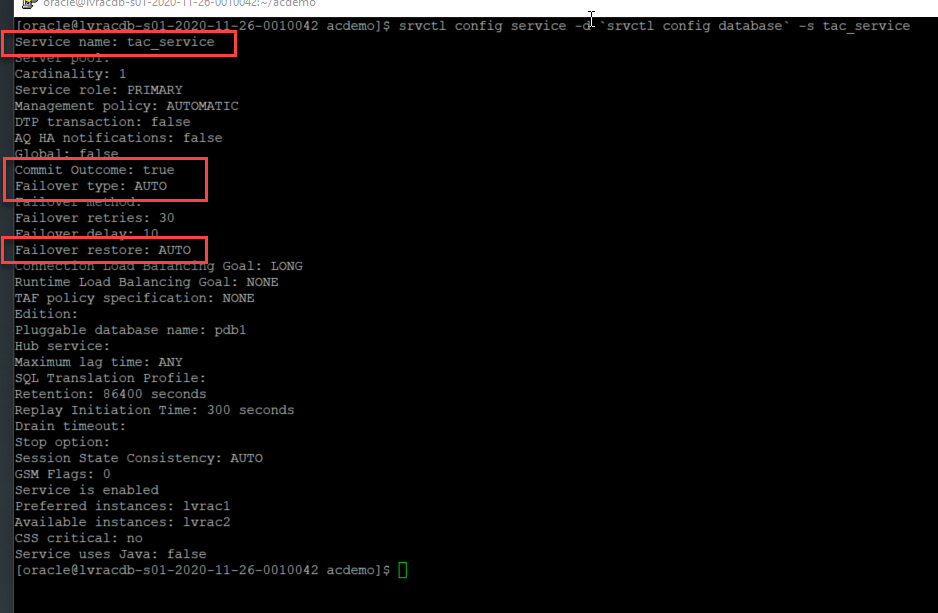 oracle@lvracdb-s01-2020-11-26-0010042:~/acdemo
[oracle@lvracdb-s01-2020-11-26-0010042 acdemo]$ srvctl config service -d `srvctl config database` -s tac_service
Service name: tac_service
Server pool:
Cardinality: 1
Service role: PRIMARY
Management policy: AUTOMATIC
DTP transaction: false
AQ HA notifications: false
Global: false
Commit Outcome: true
Failover type: AUTO
Failover method:
Failover retries: 30
Failover delay: 10
Failover restore: AUTO
Connection Load Balancing Goal: LONG
Runtime Load Balancing Goal: NONE
TAF policy specification: NONE
Edition:
Pluggable database name: pdb1
Hub service:
Maximum lag time: ANY
SQL Translation Profile:
Retention: 86400 seconds
Replay Initiation Time: 300 seconds
Drain timeout:
Stop option:
Session State Consistency: AUTO
GSM Flags: 0
Service is enabled
Preferred instances: lvrac1
Available instances: lvrac2
CSS critical: no
Service uses Java: false
[oracle@lvracdb-s01-2020-11-26-0010042 acdemo]$